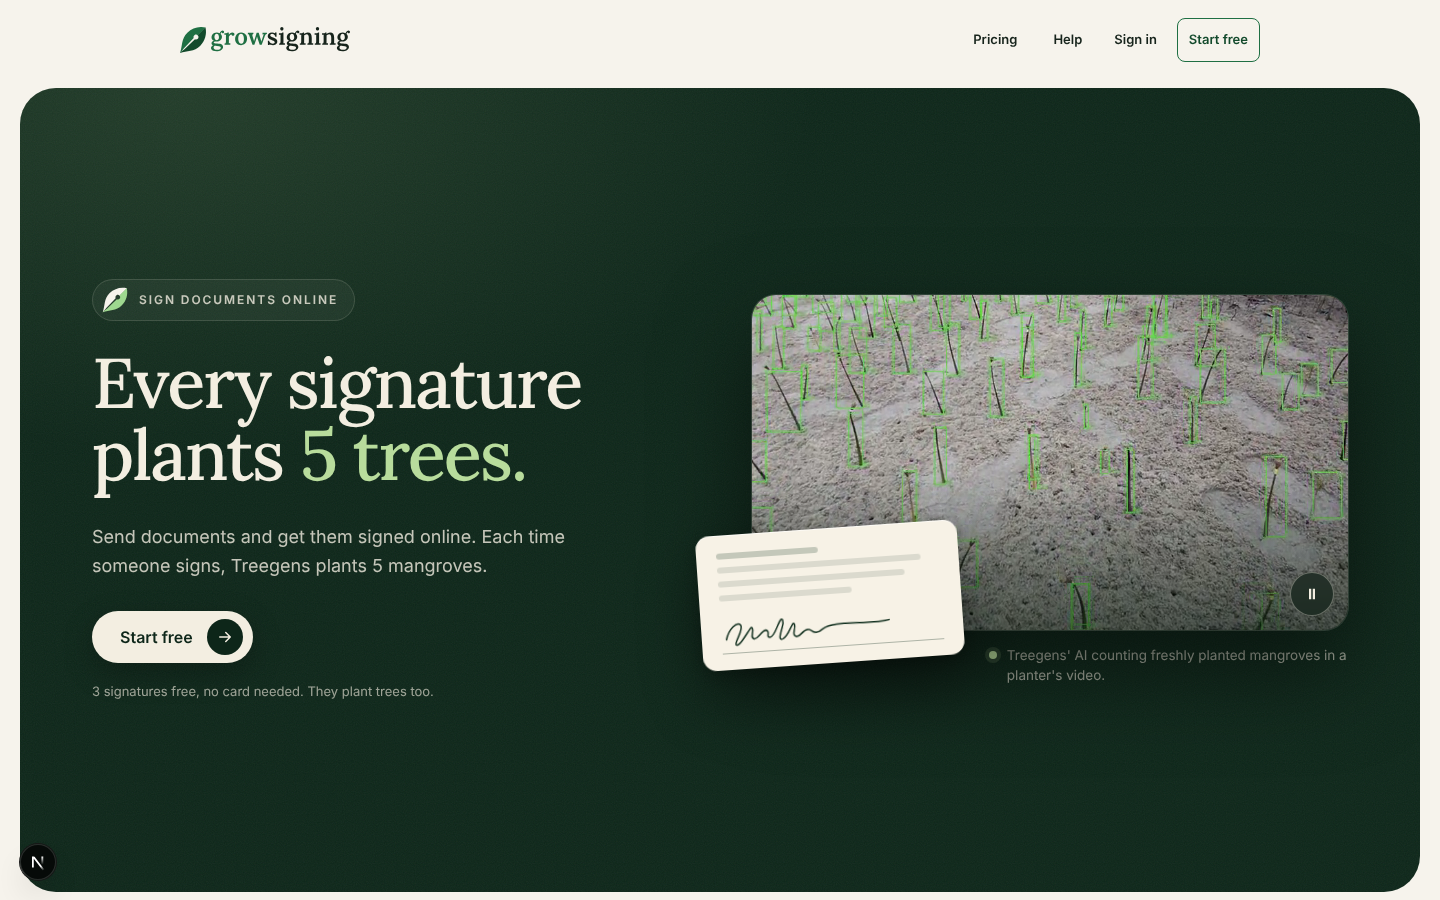 growsigning
Pricing
Help
Sign in
Start free
SIGN DOCUMENTS ONLINE
Every signature
plants 5 trees.
Send documents and get them signed online. Each time
someone signs, Treegens plants 5 mangroves.
Start free
3 signatures free, no card needed. They plant trees too.
Treegens' AI counting freshly planted mangroves in a
planter's video.
N